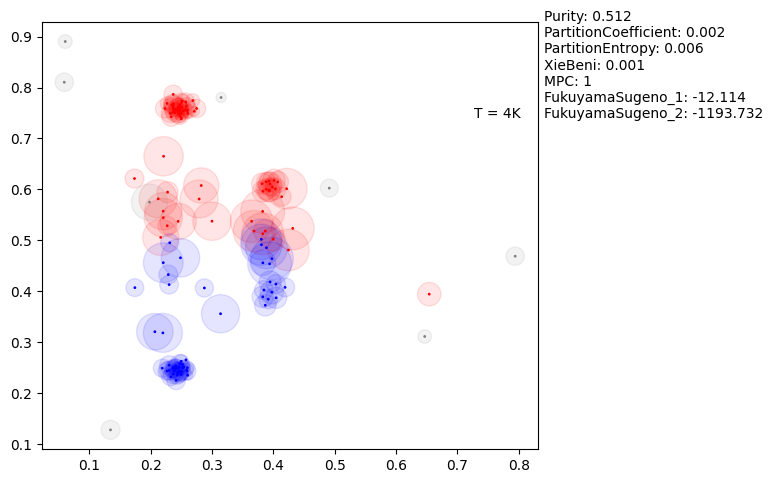 Purity: 0.512
PartitionCoefficient: 0.002
PartitionEntropy: 0.006
XieBeni: 0.001
MPC: 1
FukuyamaSugeno_1: -12.114
FukuyamaSugeno_2: -1193.732
T = 4K
0.9
0.8
0.7
0.6
0.5
0.4
0.3
0.2
0.1
0.1 0.2 0.3 0.4 0.5 0.6 0.7 0.8